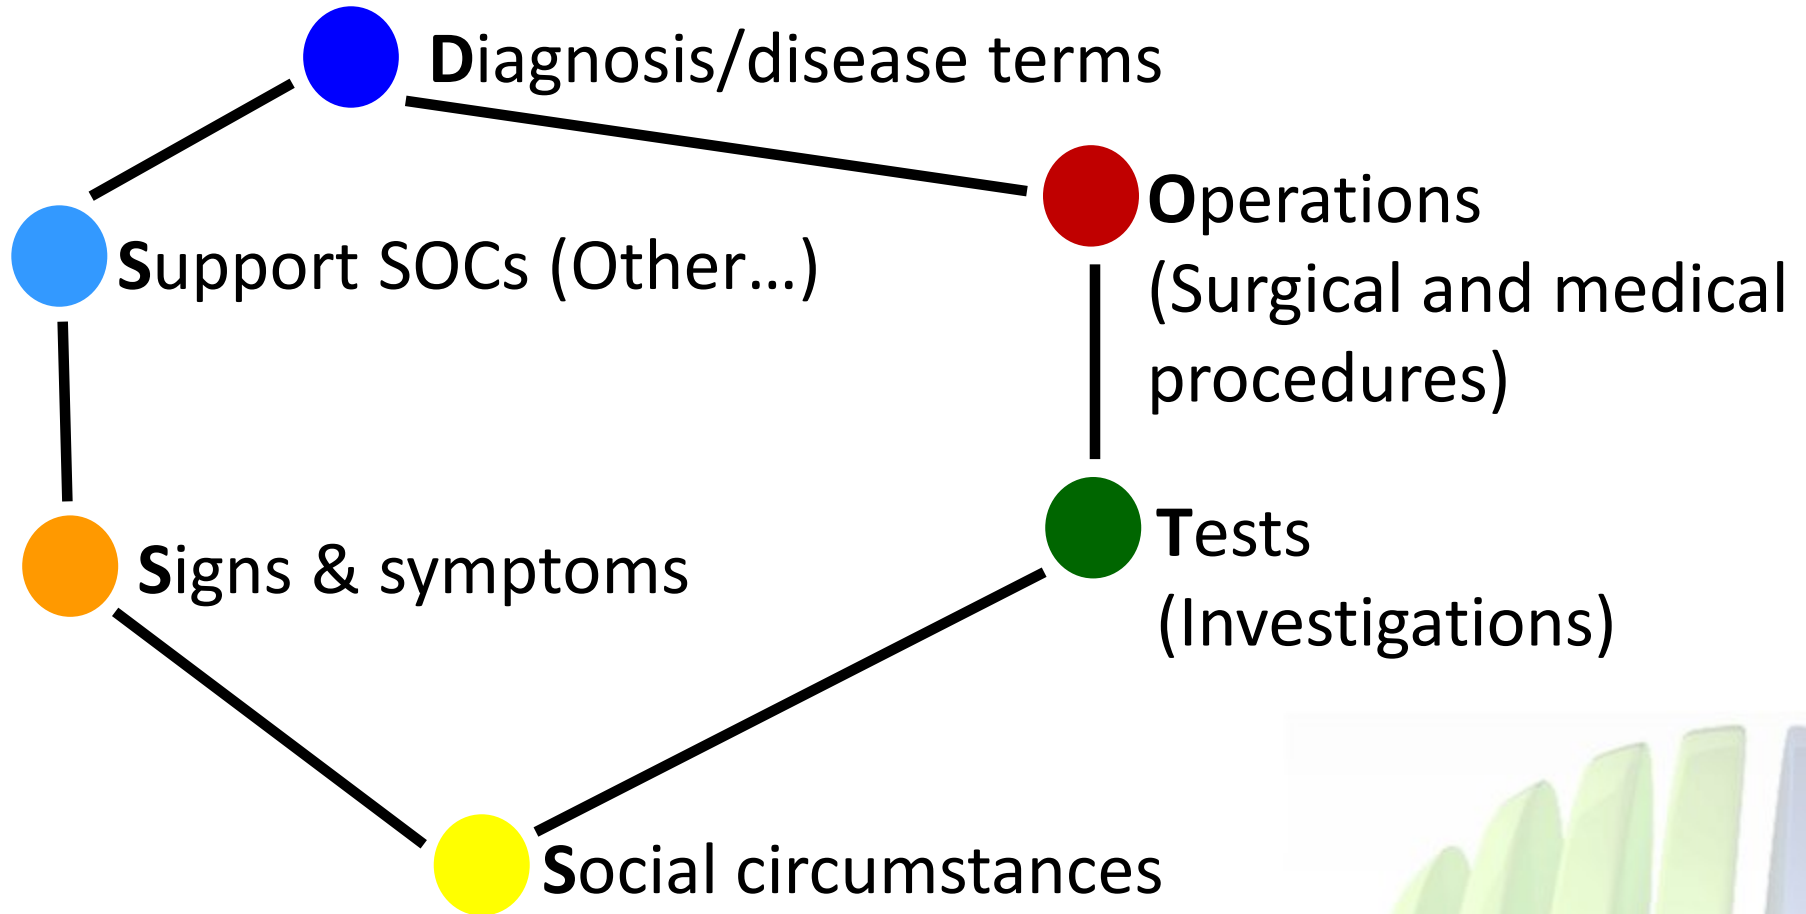 Diagnosis/disease terms
Operations
(Surgical and medical
procedures)
Support SOCs (Other…)
Tests
(Investigations)
Signs & symptoms
Social circumstances